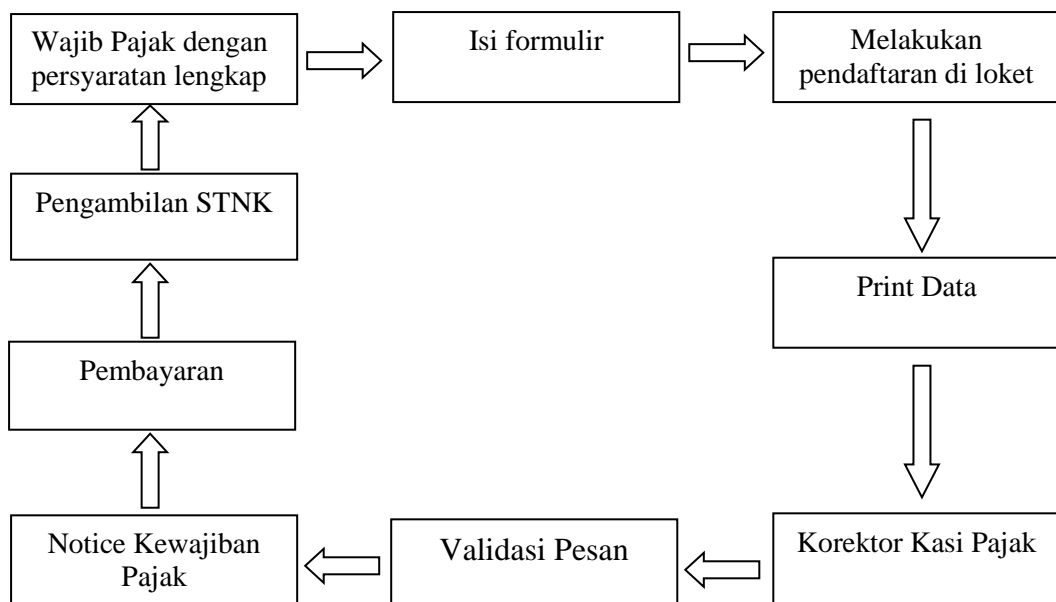 Wajib Pajak dengan
persyaratan lengkap
Isi formulir
Melakukan
pendaftaran di loket
Pengambilan STNK
Print Data
Pembayaran
Notice Kewajiban
Pajak
Validasi Pesan
Korektor Kasi Pajak